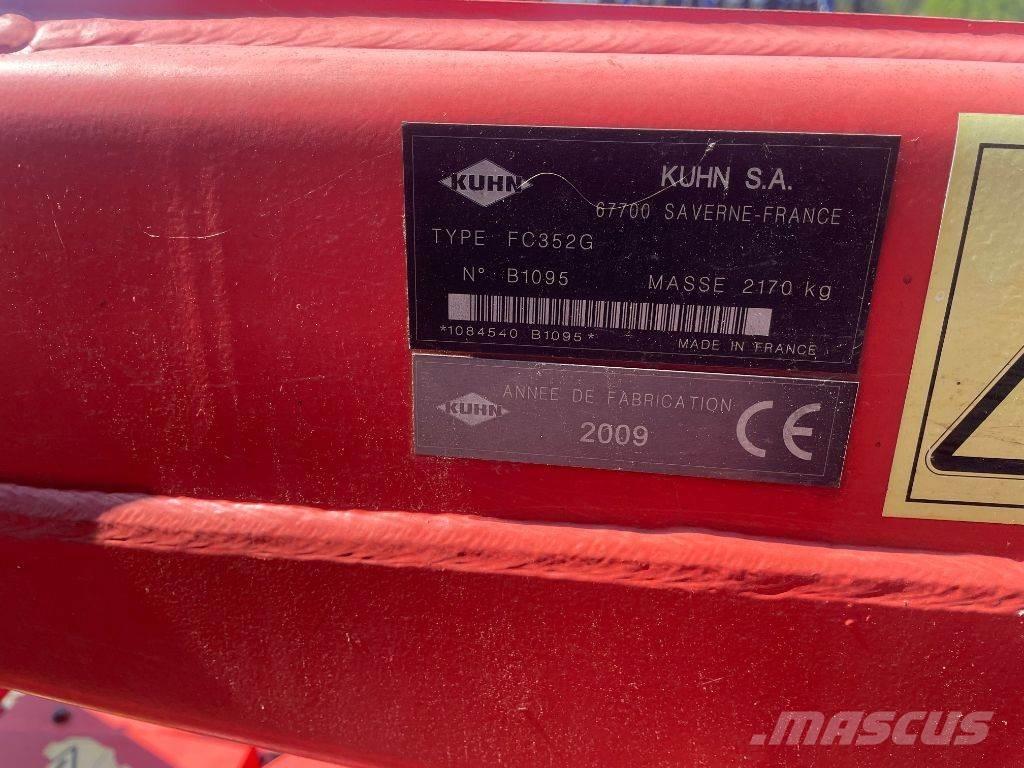 KUHN
KUHN S.A.
67700 SAVERNE-FRANCE
TYPE FC352G
N° B1095 MASSE 2170 kg
*1084540 B1095*
MADE IN FRANCE
KUHN
ANNEE DE FABRICATION
2009
CE
MASCUS